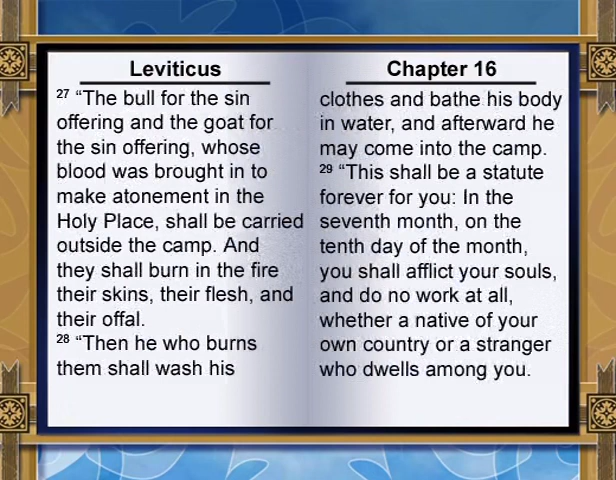 Leviticus
27 “The bull for the sin
offering and the goat for
the sin offering, whose
blood was brought in to
make atonement in the
Holy Place, shall be carried
outside the camp. And
they shall burn in the fire
their skins, their flesh, and
their offal.
28 “Then he who burns
them shall wash his
Chapter 16
clothes and bathe his body
in water, and afterward he
may come into the camp.
29 “This shall be a statute
forever for you: In the
seventh month, on the
tenth day of the month,
you shall afflict your souls,
and do no work at all,
whether a native of your
own country or a stranger
who dwells among you.